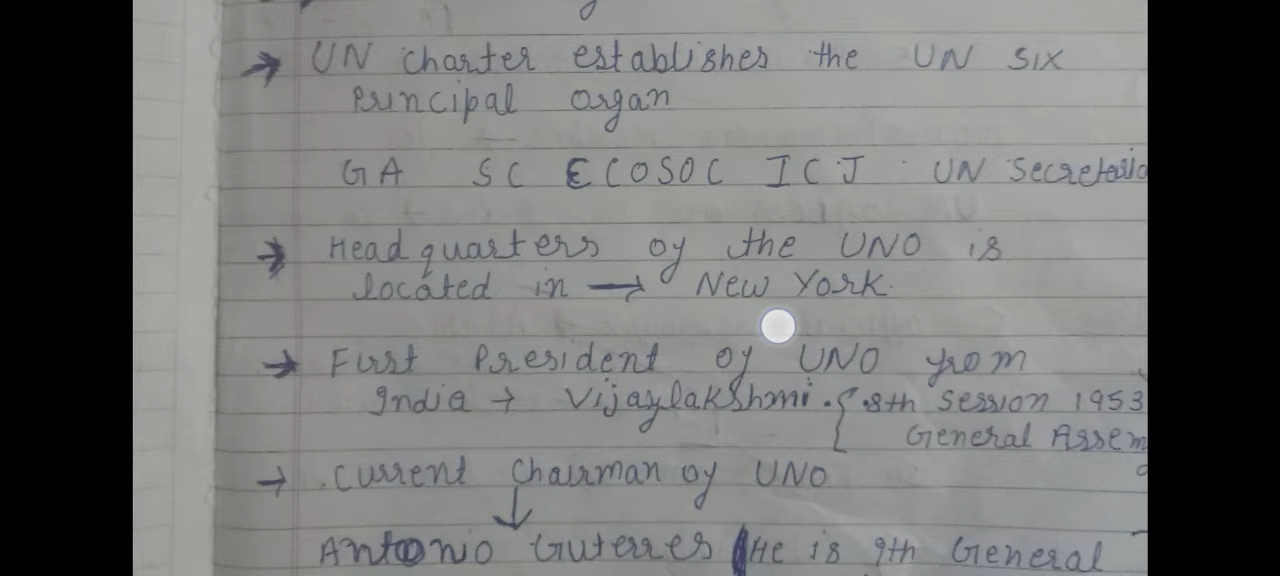 → UN charter establishes the UN six
principal organ
GA SC ECOSOC ICJ UN Secretaria
→ Headquarters of the UNO is
located in → New York.
→ First President of UNO from
India → Vijaylakshmi. { 8th session 1953
General Assem
→ Current Chairman of UNO
↓
Antonio Guterres He is 9th General